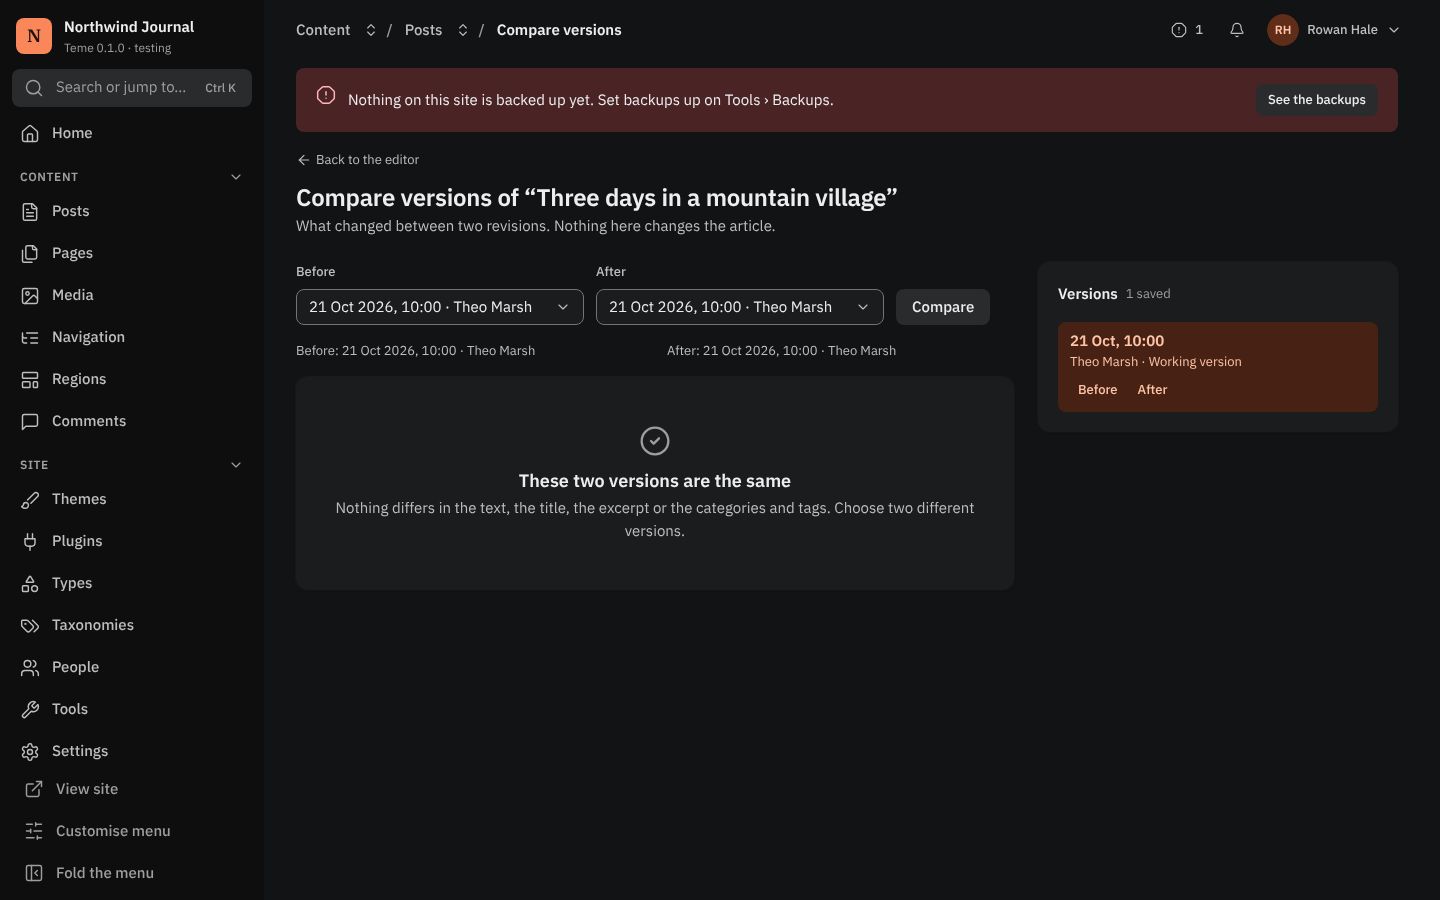 N
Northwind Journal
Teme 0.1.0 · testing
Search or jump to... Ctrl K
Home
CONTENT
Posts
Pages
Media
Navigation
Regions
Comments
SITE
Themes
Plugins
Types
Taxonomies
People
Tools
Settings
View site
Customise menu
Fold the menu
Content / Posts / Compare versions
1
RH Rowan Hale
Nothing on this site is backed up yet. Set backups up on Tools › Backups.
See the backups
Back to the editor
Compare versions of “Three days in a mountain village”
What changed between two revisions. Nothing here changes the article.
Before
After
21 Oct 2026, 10:00 · Theo Marsh
21 Oct 2026, 10:00 · Theo Marsh
Compare
Before: 21 Oct 2026, 10:00 · Theo Marsh
After: 21 Oct 2026, 10:00 · Theo Marsh
These two versions are the same
Nothing differs in the text, the title, the excerpt or the categories and tags. Choose two different
versions.
Versions 1 saved
21 Oct, 10:00
Theo Marsh · Working version
Before After